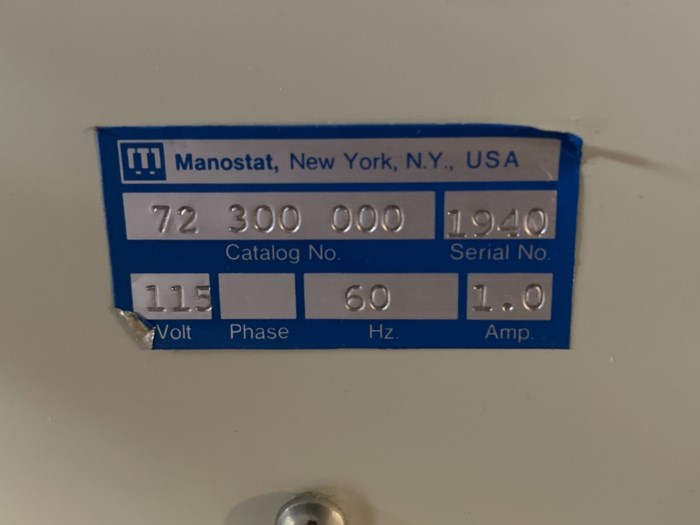 Manostat, New York, N.Y., USA
72 300 000 1940
Catalog No. Serial No.
115 60 1.0
Volt Phase Hz. Amp.